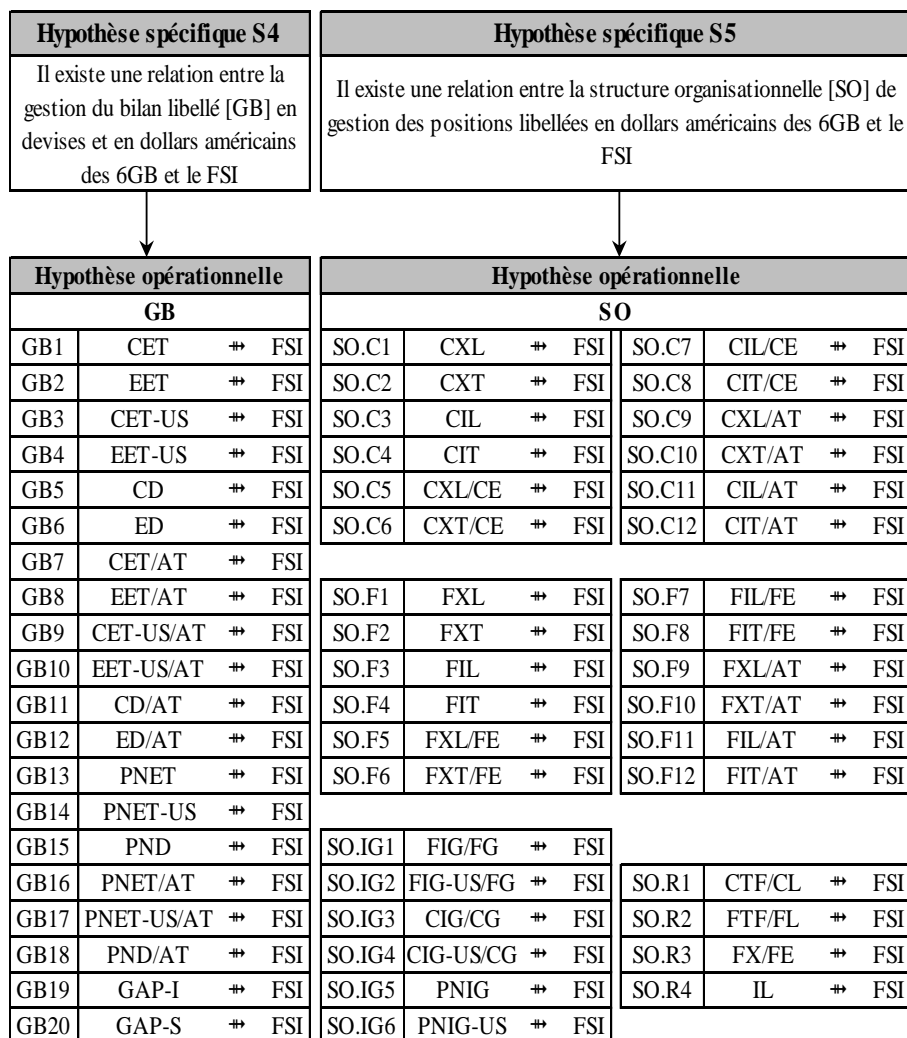 Hypothèse spécifique S4
Il existe une relation entre la
gestion du bilan libellé [GB] en
devises et en dollars américains
des 6GB et le FSI
Hypothèse spécifique S5
Il existe une relation entre la structure organisationnelle [SO] de
gestion des positions libellées en dollars américains des 6GB et le
FSI
Hypothèse opérationnelle
GB
GB1 CET ⇻ FSI
GB2 EET ⇻ FSI
GB3 CET-US ⇻ FSI
GB4 EET-US ⇻ FSI
GB5 CD ⇻ FSI
GB6 ED ⇻ FSI
GB7 CET/AT ⇻ FSI
GB8 EET/AT ⇻ FSI
GB9 CET-US/AT ⇻ FSI
GB10 EET-US/AT ⇻ FSI
GB11 CD/AT ⇻ FSI
GB12 ED/AT ⇻ FSI
GB13 PNET ⇻ FSI
GB14 PNET-US ⇻ FSI
GB15 PND ⇻ FSI
GB16 PNET/AT ⇻ FSI
GB17 PNET-US/AT ⇻ FSI
GB18 PND/AT ⇻ FSI
GB19 GAP-I ⇻ FSI
GB20 GAP-S ⇻ FSI
Hypothèse opérationnelle
SO
SO.C1 CXL ⇻ FSI SO.C7 CIL/CE ⇻ FSI
SO.C2 CXT ⇻ FSI SO.C8 CIT/CE ⇻ FSI
SO.C3 CIL ⇻ FSI SO.C9 CXL/AT ⇻ FSI
SO.C4 CIT ⇻ FSI SO.C10 CXT/AT ⇻ FSI
SO.C5 CXL/CE ⇻ FSI SO.C11 CIL/AT ⇻ FSI
SO.C6 CXT/CE ⇻ FSI SO.C12 CIT/AT ⇻ FSI
SO.F1 FXL ⇻ FSI SO.F7 FIL/FE ⇻ FSI
SO.F2 FXT ⇻ FSI SO.F8 FIT/FE ⇻ FSI
SO.F3 FIL ⇻ FSI SO.F9 FXL/AT ⇻ FSI
SO.F4 FIT ⇻ FSI SO.F10 FXT/AT ⇻ FSI
SO.F5 FXL/FE ⇻ FSI SO.F11 FIL/AT ⇻ FSI
SO.F6 FXT/FE ⇻ FSI SO.F12 FIT/AT ⇻ FSI
SO.IG1 FIG/FG ⇻ FSI
SO.IG2 FIG-US/FG ⇻ FSI SO.R1 CTF/CL ⇻ FSI
SO.IG3 CIG/CG ⇻ FSI SO.R2 FTF/FL ⇻ FSI
SO.IG4 CIG-US/CG ⇻ FSI SO.R3 FX/FE ⇻ FSI
SO.IG5 PNIG ⇻ FSI SO.R4 IL ⇻ FSI
SO.IG6 PNIG-US ⇻ FSI